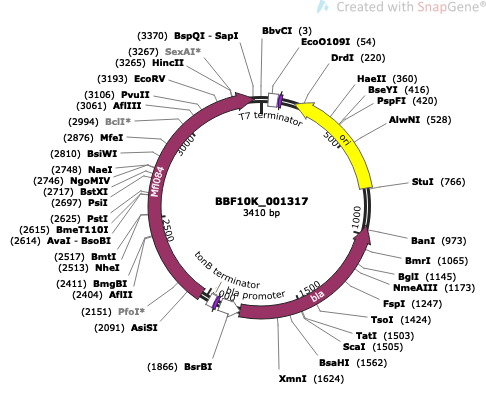 Created with SnapGene®
(3370) BspQI - SapI
BbvCI (3)
EcoO109I (54)
(3267) SexAI*
DrdI (220)
(3265) HincII
HaeII (360)
(3193) EcoRV
BseYI (416)
(3106) PvuII
PspFI (420)
(3061) AflIII
AlwNI (528)
(2994) BclI*
T7 terminator
ori
(2876) MfeI
500
3000
(2810) BsiWI
(2748) NaeI
StuI (766)
(2746) NgoMIV
(2717) BstXI
Mfl084
BBF10K_001317
(2697) PsiI
3410 bp
(2625) PstI
1000
(2615) BmeT110I
2500
(2614) AvaI - BsoBI
BanI (973)
(2517) BmtI
BmrI (1065)
(2513) NheI
tonB terminator
BglI (1145)
(2411) BmgBI
bla promoter
NmeAIII (1173)
(2404) AflII
1500
bla
FspI (1247)
(2151) PfoI*
TsoI (1424)
(2091) AsiSI
TatI (1503)
ScaI (1505)
(1866) BsrBI
BsaHI (1562)
XmnI (1624)